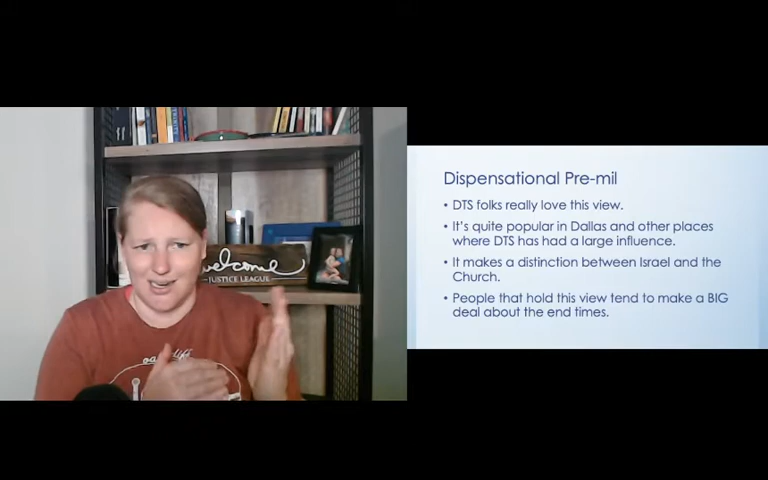 welcome
JUSTICE LEAGUE
Dispensational Pre-mil
• DTS folks really love this view.
• It's quite popular in Dallas and other places
where DTS has had a large influence.
• It makes a distinction between Israel and the
Church.
• People that hold this view tend to make a BIG
deal about the end times.